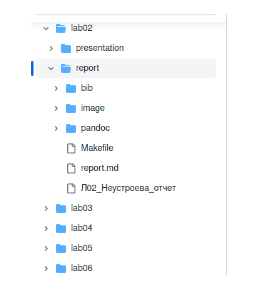 lab02
presentation
report
bib
image
pandoc
Makefile
report.md
Л02_Неустроева_отчет
lab03
lab04
lab05
lab06